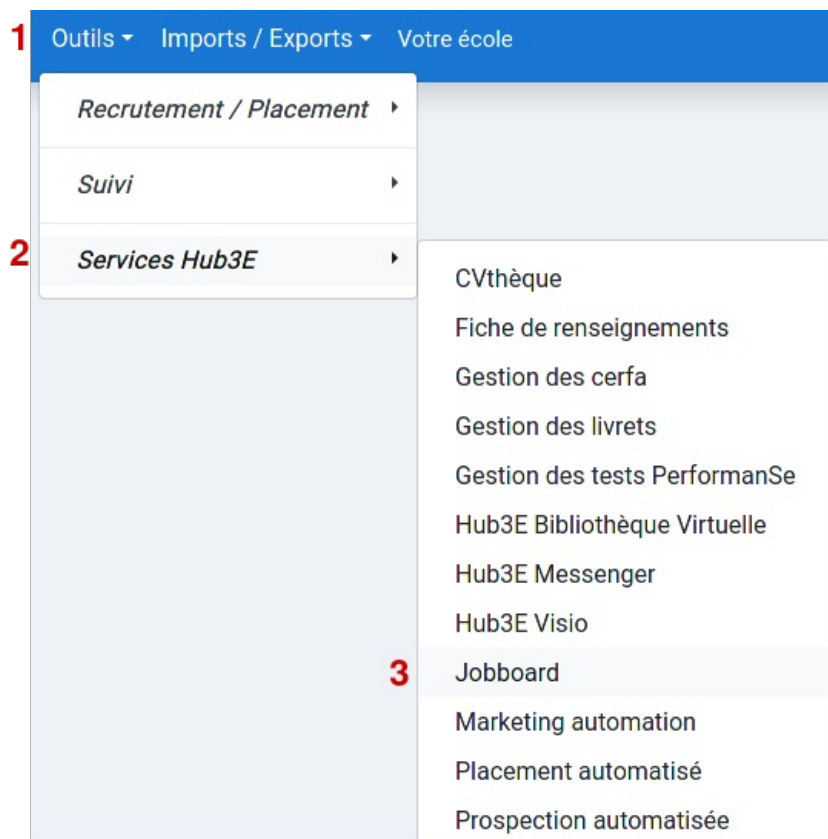 1 Outils Imports / Exports Votre école
Recrutement / Placement
Suivi
2 Services Hub3E
CVthèque
Fiche de renseignements
Gestion des cerfa
Gestion des livrets
Gestion des tests PerformanSe
Hub3E Bibliothèque Virtuelle
Hub3E Messenger
Hub3E Visio
3 Jobboard
Marketing automation
Placement automatisé
Prospection automatisée